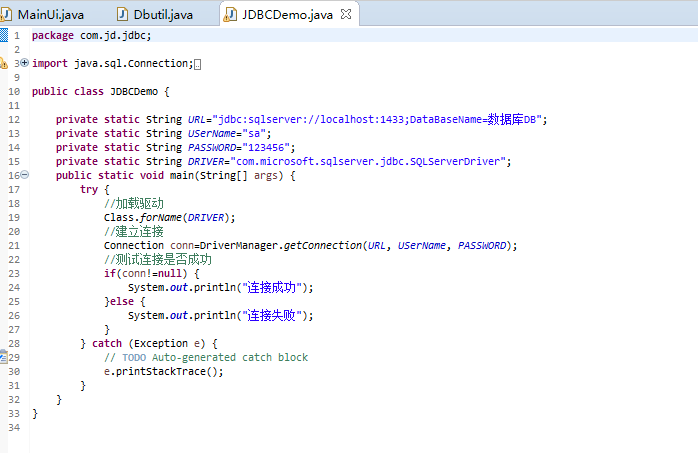 MainUi.java Dbutil.java JDBCDemo.java
1 package com.jd.jdbc;
2
3 import java.sql.Connection;
9
10 public class JDBCDemo {
11
12 private static String URL="jdbc:sqlserver://localhost:1433;DataBaseName=数据库DB";
13 private static String USerName="sa";
14 private static String PASSWORD="123456";
15 private static String DRIVER="com.microsoft.sqlserver.jdbc.SQLServerDriver";
16 public static void main(String[] args) {
17 try {
18 //加载驱动
19 Class.forName(DRIVER);
20 //建立连接
21 Connection conn=DriverManager.getConnection(URL, USerName, PASSWORD);
22 //测试连接是否成功
23 if(conn!=null) {
24 System.out.println("连接成功");
25 }else {
26 System.out.println("连接失败");
27 }
28 } catch (Exception e) {
29 // TODO Auto-generated catch block
30 e.printStackTrace();
31 }
32 }
33 }
34